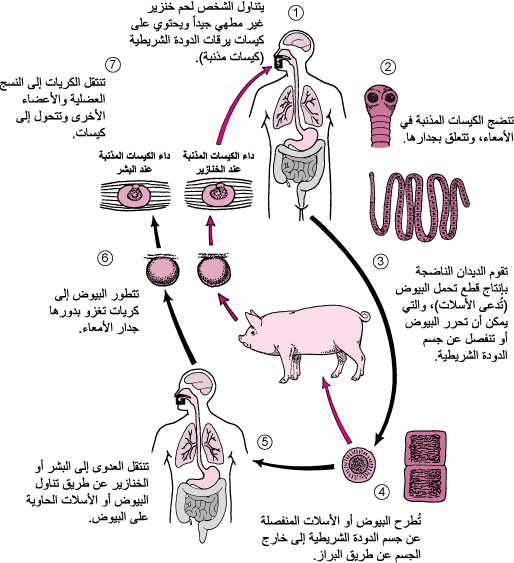 ①
يتناول الشخص لحم خنزير
غير مطهي جيداً ويحتوي على
كيسات يرقات الدودة الشريطية
(كيسات مذنبة).
②
تنضج الكيسات المذنبة في
الأمعاء، وتتعلق بجدارها.
③
تقوم الديدان الناضجة
بإنتاج قطع تحمل البيوض
(تُدعى الأسلات)، والتي
يمكن أن تحرر البيوض
أو تنفصل عن جسم
الدودة الشريطية.
④
تُطرح البيوض أو الأسلات المنفصلة
عن جسم الدودة الشريطية إلى خارج
الجسم عن طريق البراز.
⑤
تنتقل العدوى إلى البشر أو
الخنازير عن طريق تناول
البيوض أو الأسلات الحاوية
على البيوض.
⑥
تتطور البيوض إلى
كريات تغزو بدورها
جدار الأمعاء.
⑦
تنتقل الكريات إلى النسج
العضلية والأعضاء
الأخرى وتتحول إلى
كيسات.
داء الكيسات المذنبة
عند الخنازير
داء الكيسات المذنبة
عند البشر